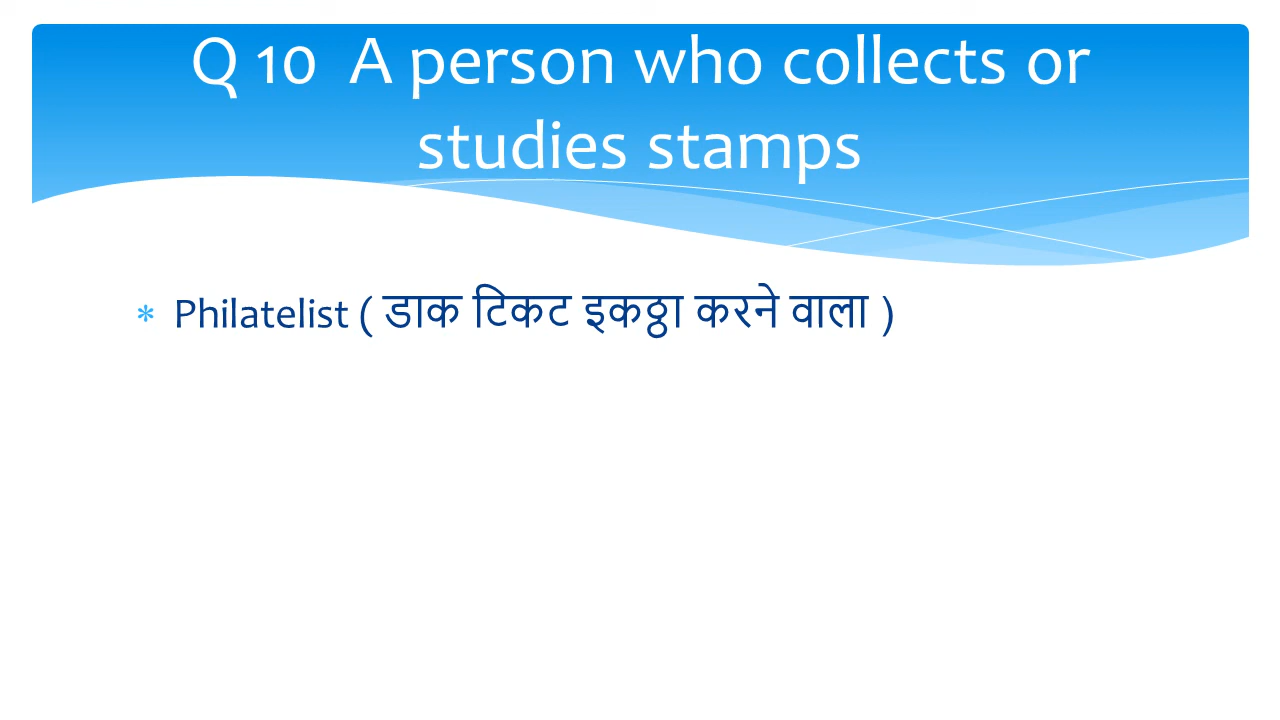 Q 10 A person who collects or
studies stamps
* Philatelist ( डाक टिकट इकठ्ठा करने वाला )